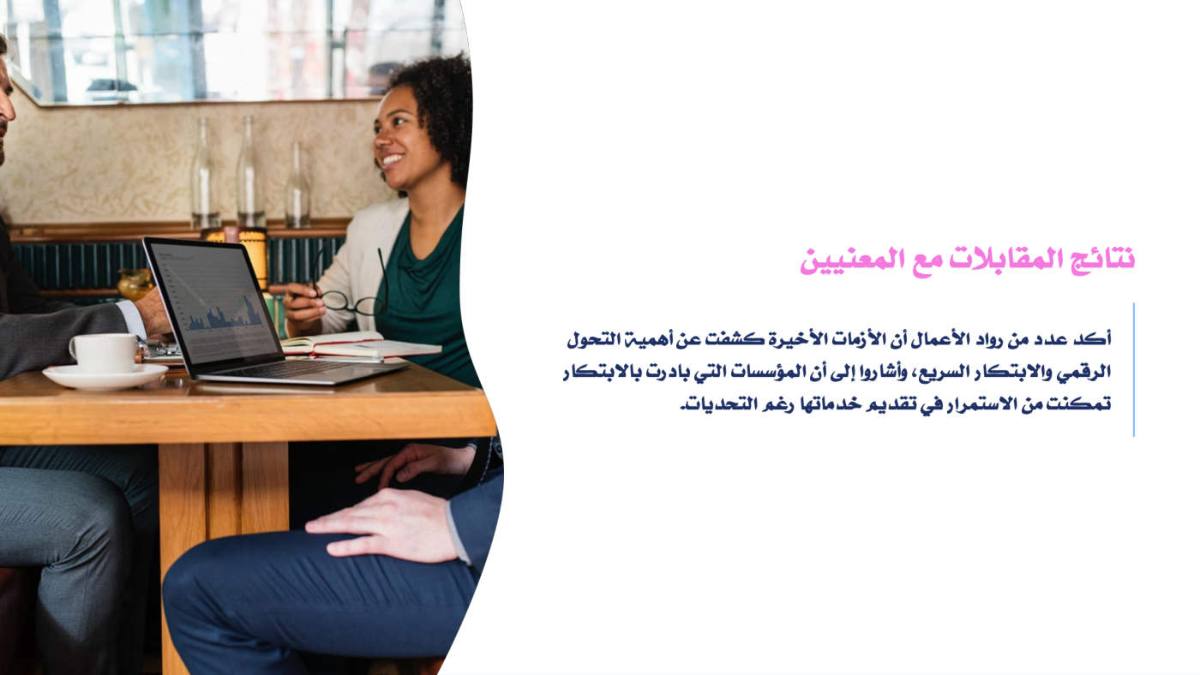 نتائج المقابلات مع المعنيين
أكد عدد من رواد الأعمال أن الأزمات الأخيرة كشفت عن أهمية التحول
الرقمي والابتكار السريع، وأشاروا إلى أن المؤسسات التي بادرت بالابتكار
تمكنت من الاستمرار في تقديم خدماتها رغم التحديات.